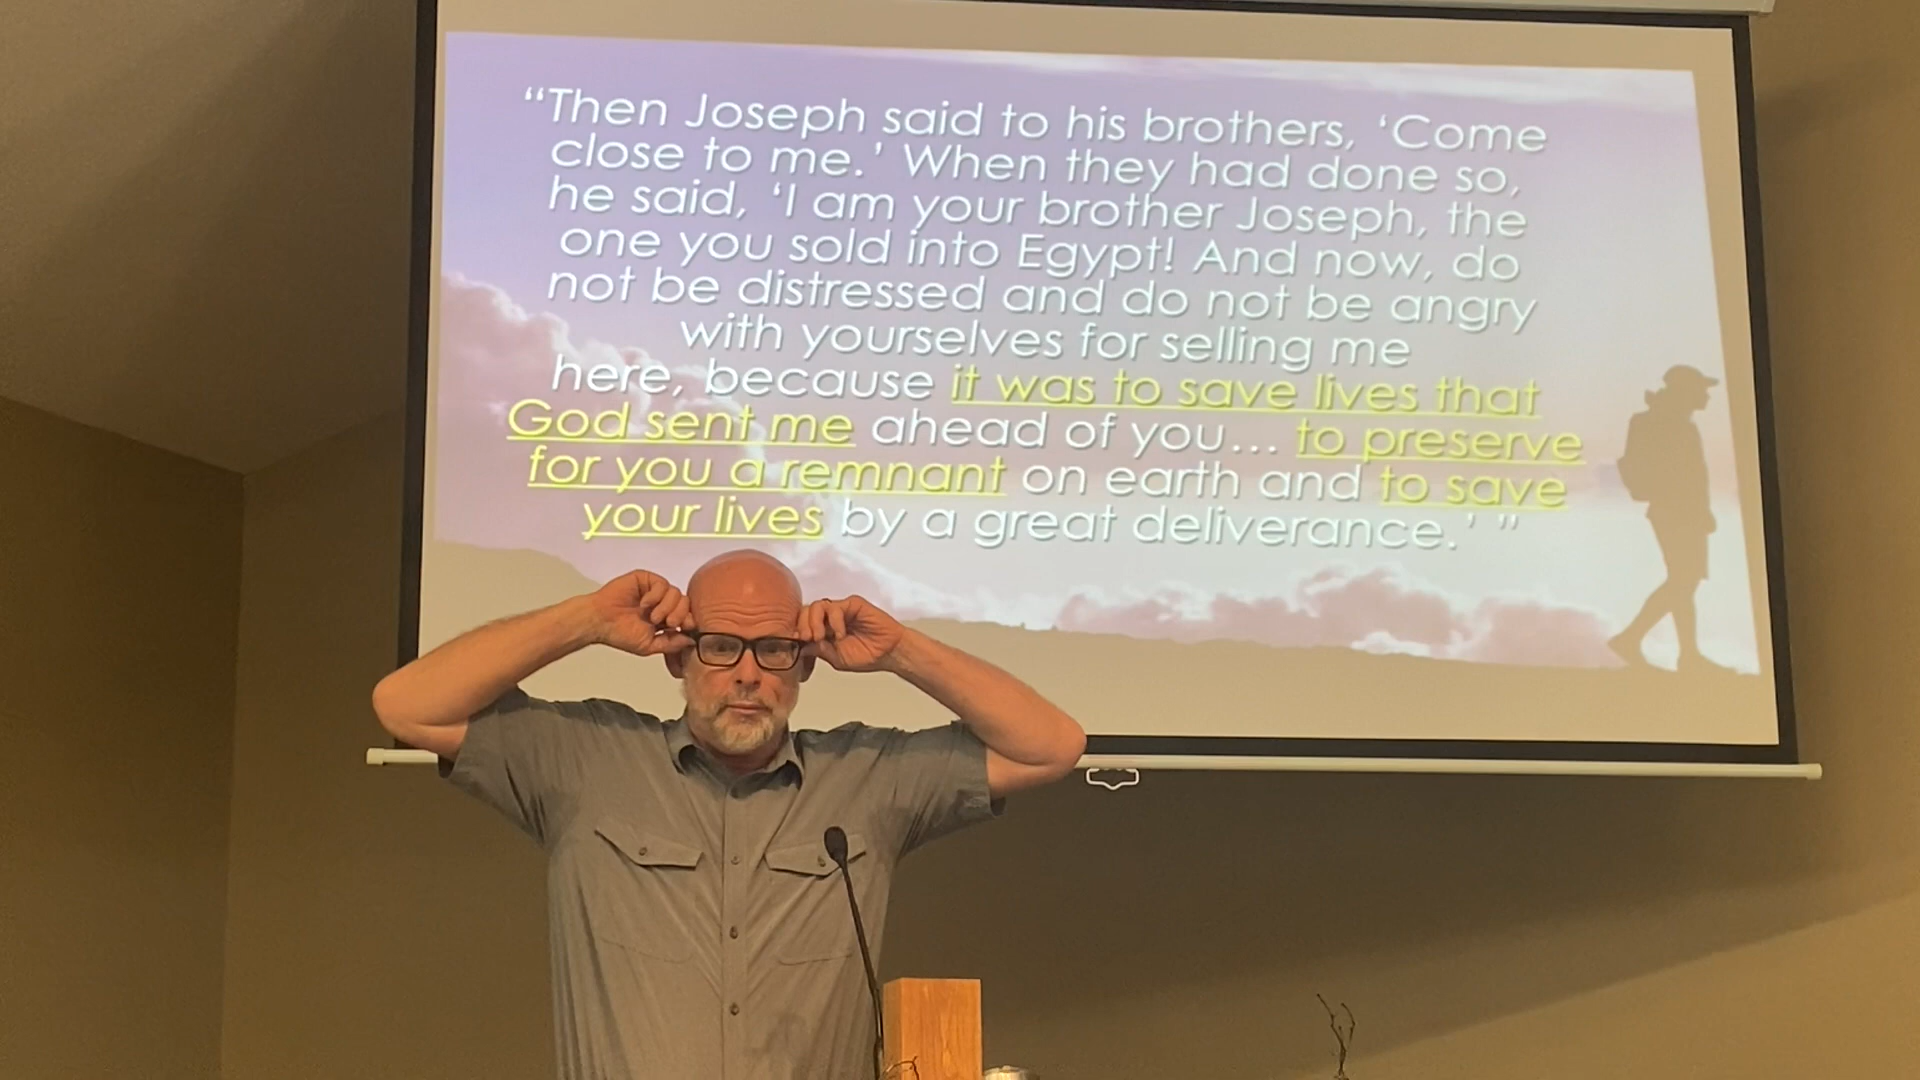 “Then Joseph said to his brothers, ‘Come
close to me.’ When they had done so,
he said, ‘I am your brother Joseph, the
one you sold into Egypt! And now, do
not be distressed and do not be angry
with yourselves for selling me
here, because it was to save lives that
God sent me ahead of you… to preserve
for you a remnant on earth and to save
your lives by a great deliverance.’ ”